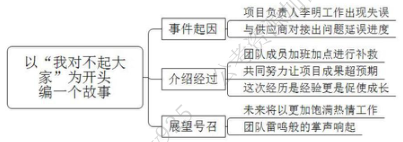 以“我对不起大
家”为开头
编一个故事
事件起因
项目负责人李明工作出现失误
与供应商对接出问题延误进度
介绍经过
团队成员加班加点进行补救
共同努力让项目成果超预期
这次经历是经验更是促使成长
展望号召
未来将以更加饱满热情工作
团队雷鸣般的掌声响起